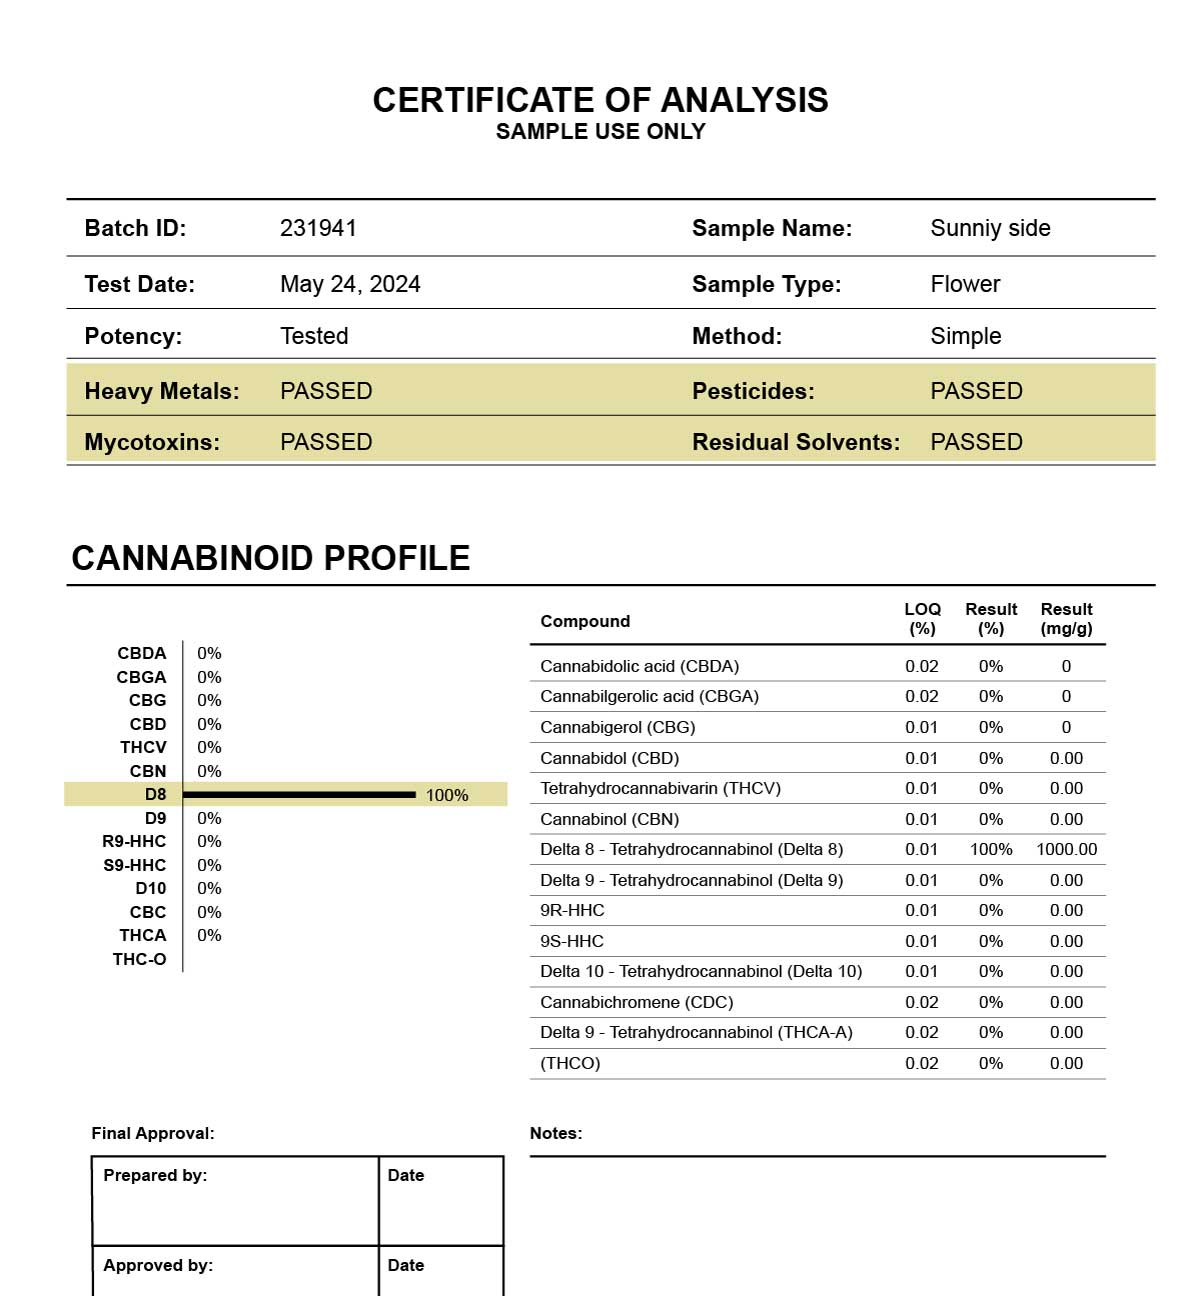 CERTIFICATE OF ANALYSIS
SAMPLE USE ONLY
Batch ID: 231941 Sample Name: Sunniy side
Test Date: May 24, 2024 Sample Type: Flower
Potency: Tested Method: Simple
Heavy Metals: PASSED Pesticides: PASSED
Mycotoxins: PASSED Residual Solvents: PASSED
CANNABINOID PROFILE
CBDA 0%
CBGA 0%
CBG 0%
CBD 0%
THCV 0%
CBN 0%
D8 100%
D9 0%
R9-HHC 0%
S9-HHC 0%
D10 0%
CBC 0%
THCA 0%
THC-O
Compound LOQ (%) Result (%) Result (mg/g)
Cannabidolic acid (CBDA) 0.02 0% 0
Cannabilgerolic acid (CBGA) 0.02 0% 0
Cannabigerol (CBG) 0.01 0% 0
Cannabidol (CBD) 0.01 0% 0.00
Tetrahydrocannabivarin (THCV) 0.01 0% 0.00
Cannabinol (CBN) 0.01 0% 0.00
Delta 8 - Tetrahydrocannabinol (Delta 8) 0.01 100% 1000.00
Delta 9 - Tetrahydrocannabinol (Delta 9) 0.01 0% 0.00
9R-HHC 0.01 0% 0.00
9S-HHC 0.01 0% 0.00
Delta 10 - Tetrahydrocannabinol (Delta 10) 0.01 0% 0.00
Cannabichromene (CDC) 0.02 0% 0.00
Delta 9 - Tetrahydrocannabinol (THCA-A) 0.02 0% 0.00
(THCO) 0.02 0% 0.00
Final Approval:
Prepared by: Date
Approved by: Date
Notes: